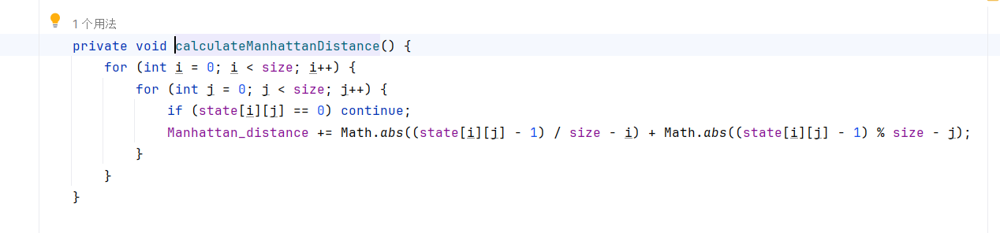 1 个用法
private void calculateManhattanDistance() {
    for (int i = 0; i < size; i++) {
        for (int j = 0; j < size; j++) {
            if (state[i][j] == 0) continue;
            Manhattan_distance += Math.abs((state[i][j] - 1) / size - i) + Math.abs((state[i][j] - 1) % size - j);
        }
    }
}